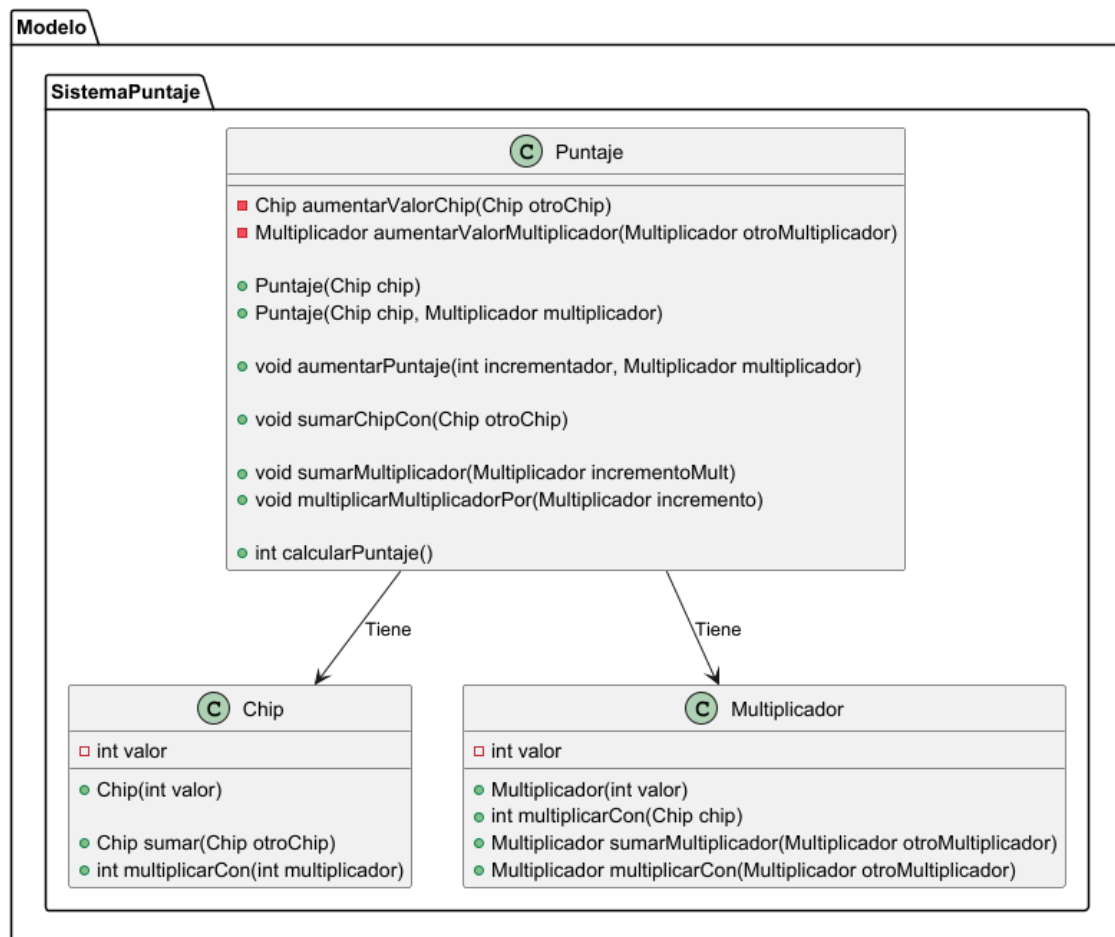 Modelo
SistemaPuntaje
C Puntaje
Chip aumentarValorChip(Chip otroChip)
Multiplicador aumentarValorMultiplicador(Multiplicador otroMultiplicador)
Puntaje(Chip chip)
Puntaje(Chip chip, Multiplicador multiplicador)
void aumentarPuntaje(int incrementador, Multiplicador multiplicador)
void sumarChipCon(Chip otroChip)
void sumarMultiplicador(Multiplicador incrementoMult)
void multiplicarMultiplicadorPor(Multiplicador incremento)
int calcularPuntaje()
Tiene
Tiene
C Chip
int valor
Chip(int valor)
Chip sumar(Chip otroChip)
int multiplicarCon(int multiplicador)
C Multiplicador
int valor
Multiplicador(int valor)
int multiplicarCon(Chip chip)
Multiplicador sumarMultiplicador(Multiplicador otroMultiplicador)
Multiplicador multiplicarCon(Multiplicador otroMultiplicador)